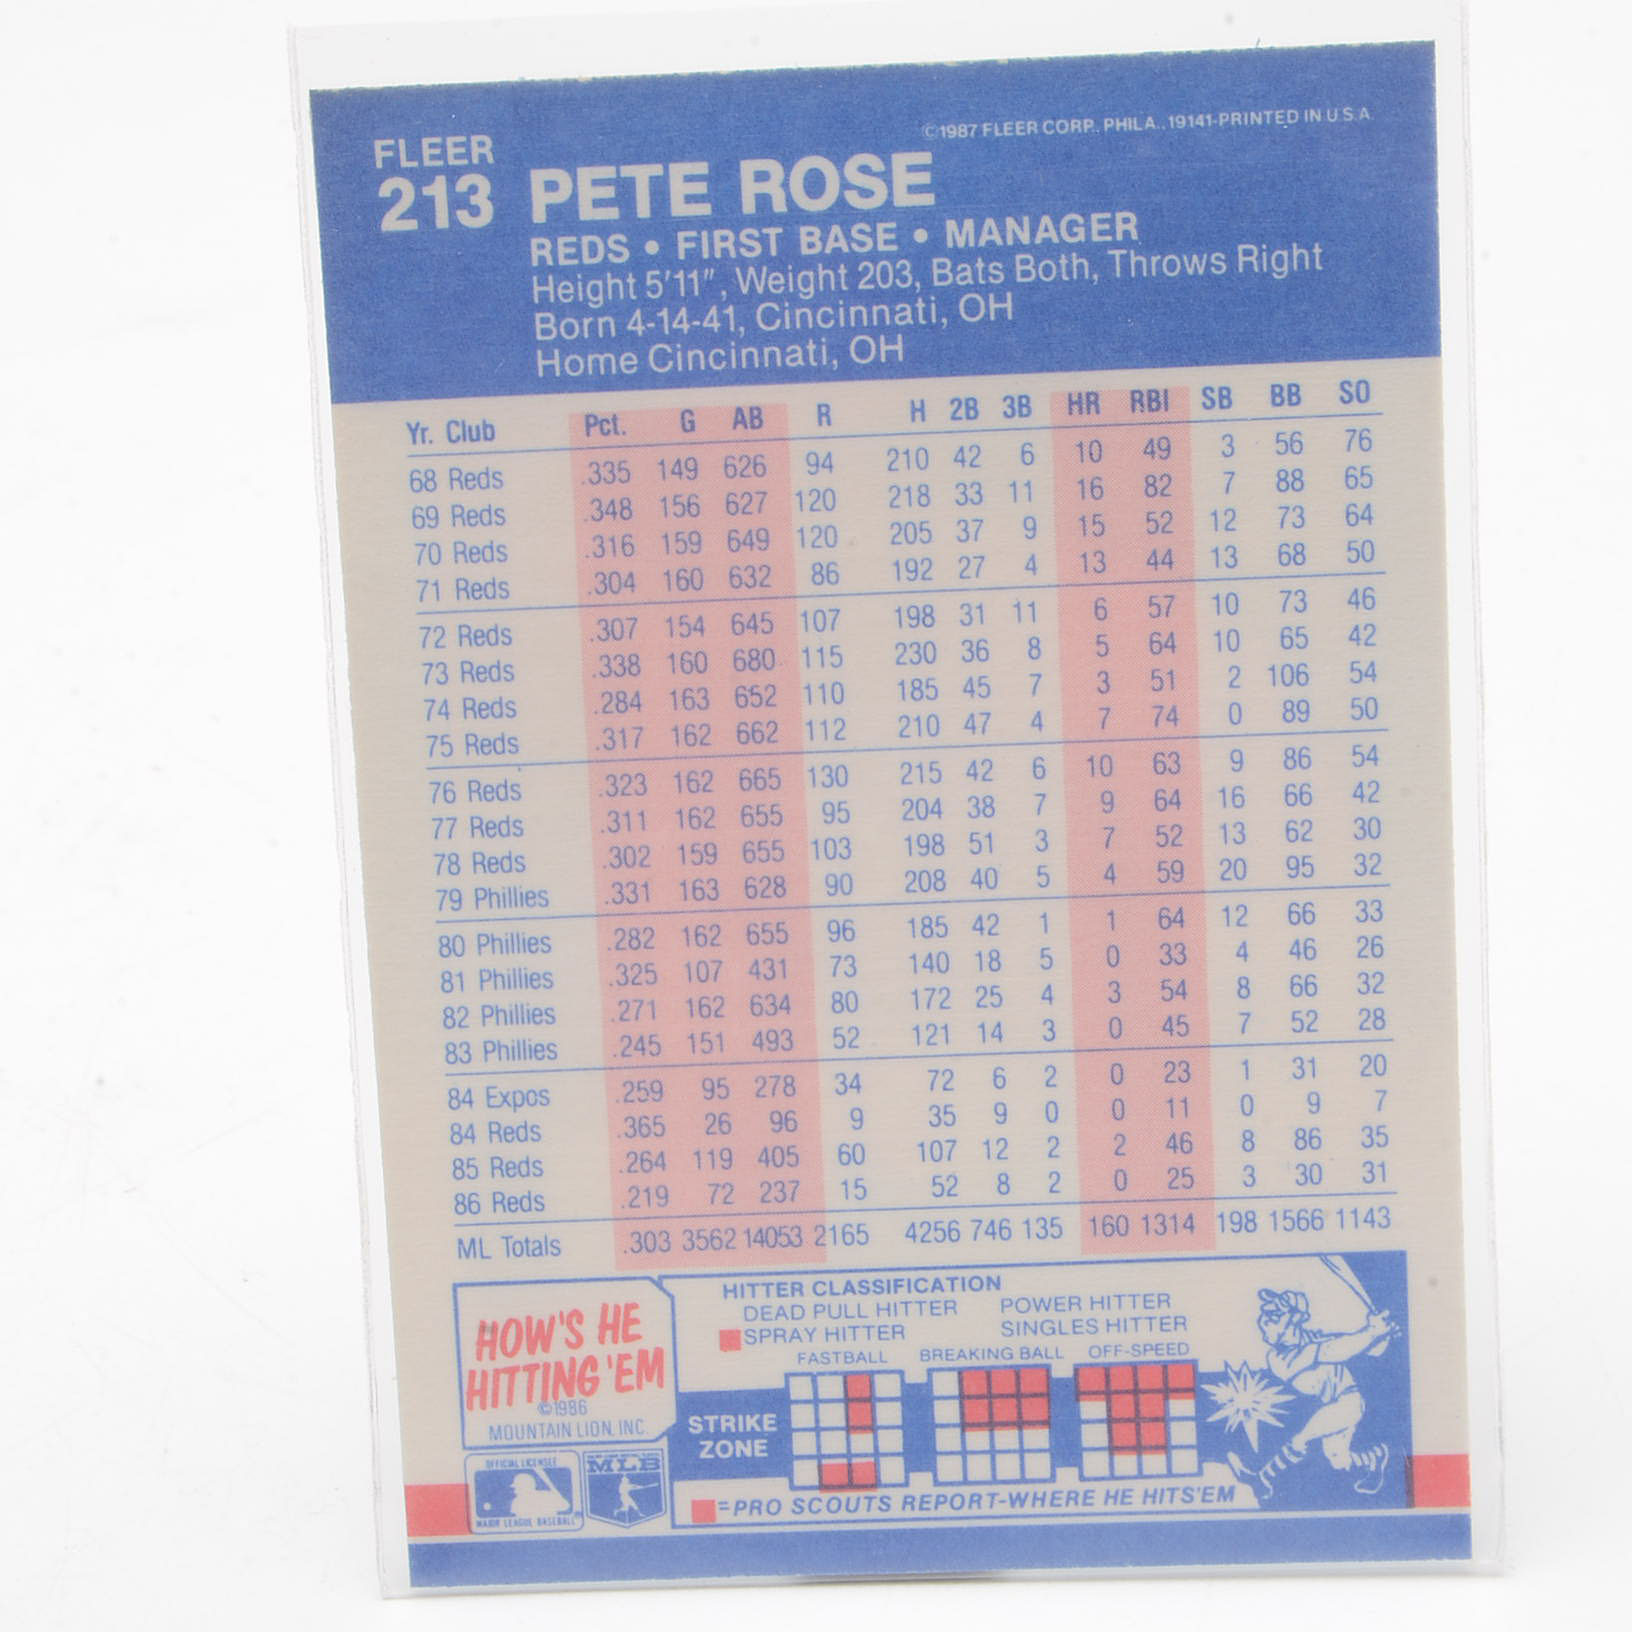 ©1987 FLEER CORP., PHILA., 19141-PRINTED IN U.S.A.
FLEER
213 PETE ROSE
REDS • FIRST BASE • MANAGER
Height 5'11", Weight 203, Bats Both, Throws Right
Born 4-14-41, Cincinnati, OH
Home Cincinnati, OH
Yr. Club Pct. G AB R H 2B 3B HR RBI SB BB SO
68 Reds .335 149 626 94 210 42 6 10 49 3 56 76
69 Reds .348 156 627 120 218 33 11 16 82 7 88 65
70 Reds .316 159 649 120 205 37 9 15 52 12 73 64
71 Reds .304 160 632 86 192 27 4 13 44 13 68 50
72 Reds .307 154 645 107 198 31 11 6 57 10 73 46
73 Reds .338 160 680 115 230 36 8 5 64 10 65 42
74 Reds .284 163 652 110 185 45 7 3 51 2 106 54
75 Reds .317 162 662 112 210 47 4 7 74 0 89 50
76 Reds .323 162 665 130 215 42 6 10 63 9 86 54
77 Reds .311 162 655 95 204 38 7 9 64 16 66 42
78 Reds .302 159 655 103 198 51 3 7 52 13 62 30
79 Phillies .331 163 628 90 208 40 5 4 59 20 95 32
80 Phillies .282 162 655 96 185 42 1 1 64 12 66 33
81 Phillies .325 107 431 73 140 18 5 0 33 4 46 26
82 Phillies .271 162 634 80 172 25 4 3 54 8 66 32
83 Phillies .245 151 493 52 121 14 3 0 45 7 52 28
84 Expos .259 95 278 34 72 6 2 0 23 1 31 20
84 Reds .365 26 96 9 35 9 0 0 11 0 9 7
85 Reds .264 119 405 60 107 12 2 2 46 8 86 35
86 Reds .219 72 237 15 52 8 2 0 25 3 30 31
ML Totals .303 3562 14053 2165 4256 746 135 160 1314 198 1566 1143
HOW'S HE
HITTING 'EM
©1986
MOUNTAIN LION, INC.
HITTER CLASSIFICATION
DEAD PULL HITTER POWER HITTER
SPRAY HITTER SINGLES HITTER
FASTBALL BREAKING BALL OFF-SPEED
STRIKE
ZONE
=PRO SCOUTS REPORT-WHERE HE HITS'EM
OFFICIAL LICENSEE
MAJOR LEAGUE BASEBALL
MLB